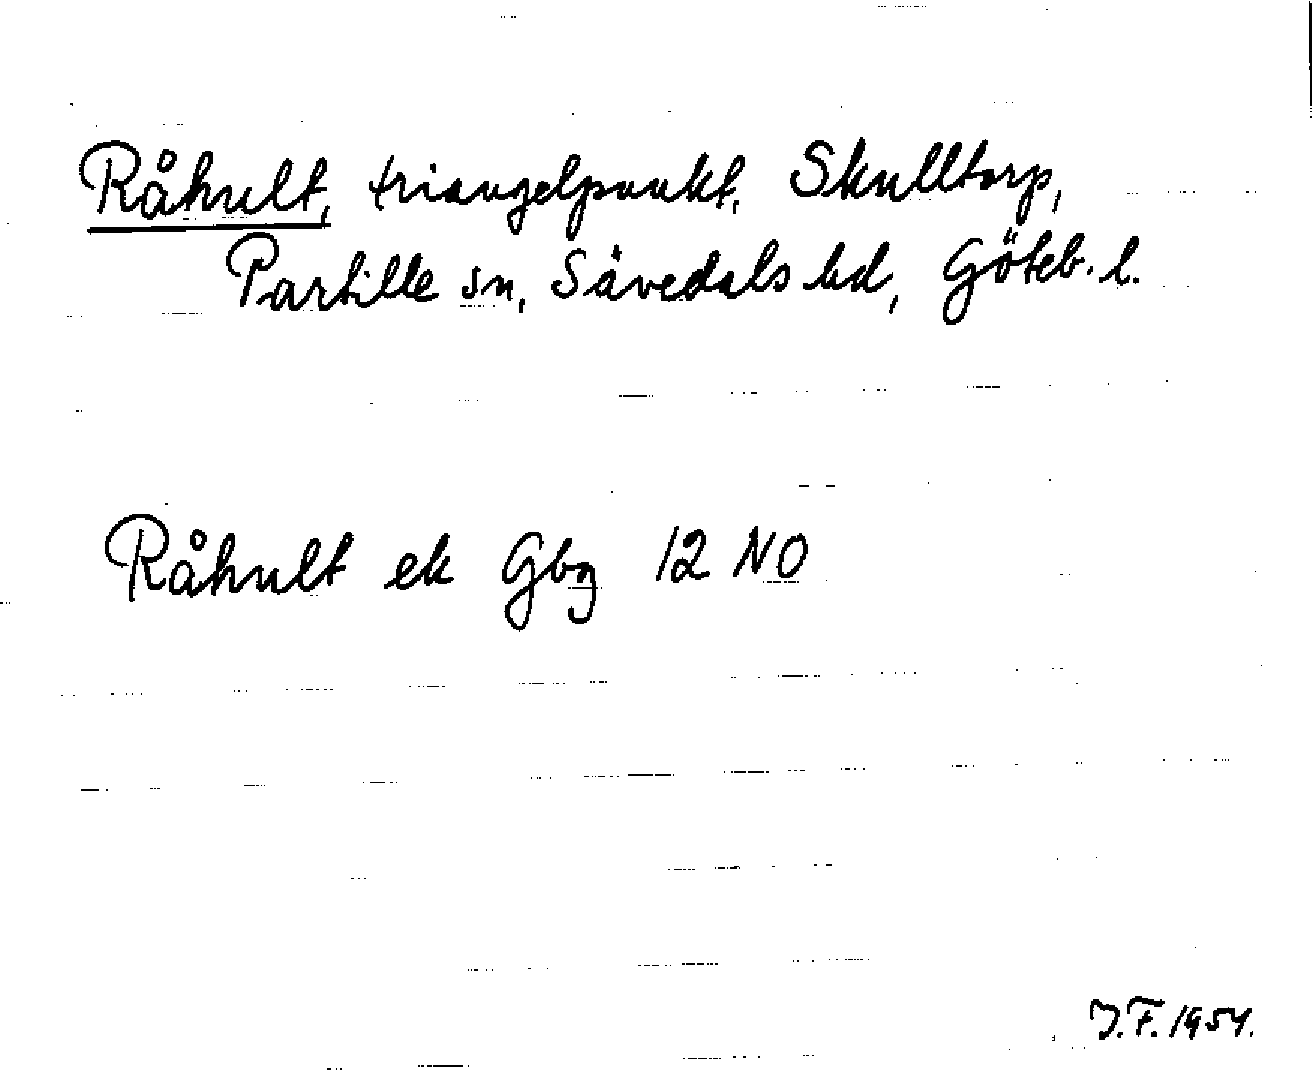 Råhult, triangelpunkt, Skulltorp,
Partille sn, Sävedals hd, Göteb. l.
Råhult ek Gbg 12 NO
J.F. 1954.